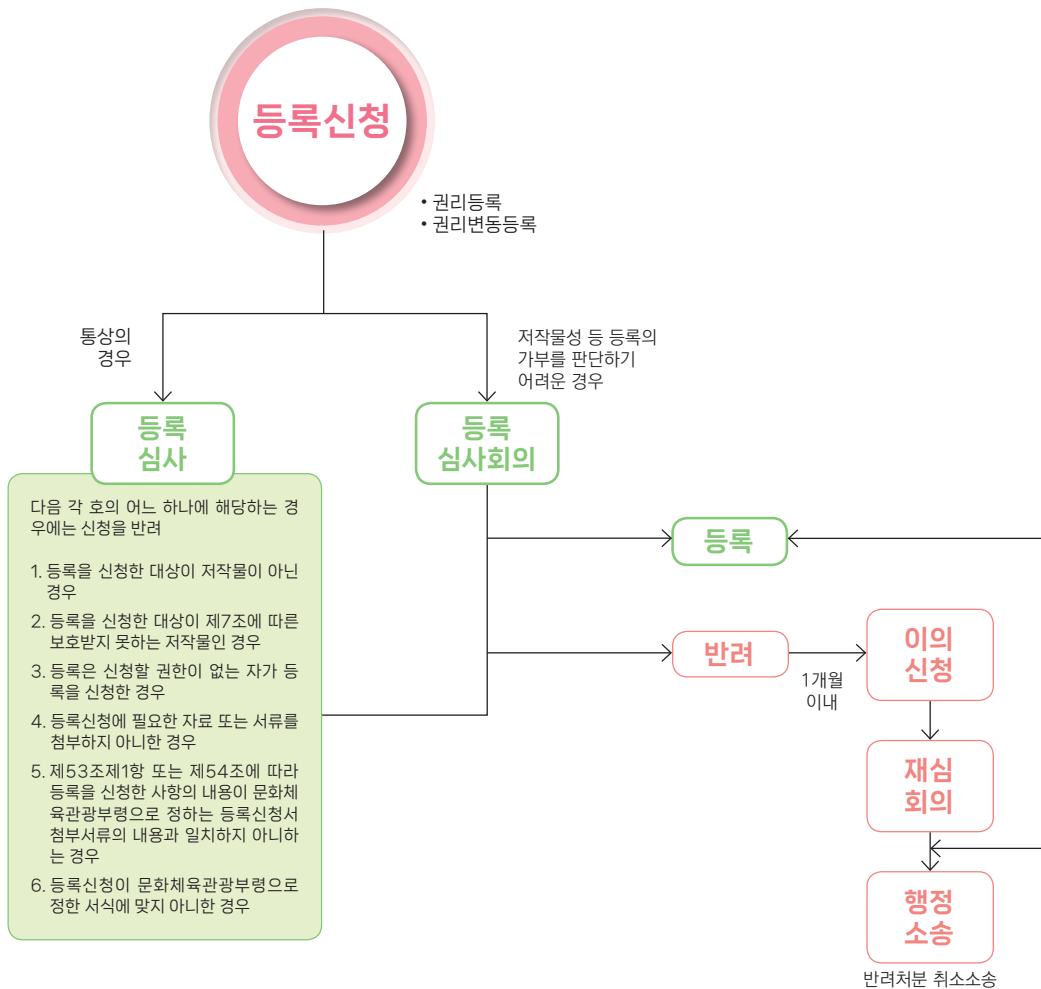 등록신청
• 권리등록
• 권리변동등록
통상의
경우
저작물성 등 등록의
가부를 판단하기
어려운 경우
등록
심사
등록
심사회의
다음 각 호의 어느 하나에 해당하는 경
우에는 신청을 반려
1. 등록을 신청한 대상이 저작물이 아닌
경우
2. 등록을 신청한 대상이 제7조에 따른
보호받지 못하는 저작물인 경우
3. 등록은 신청할 권한이 없는 자가 등
록을 신청한 경우
4. 등록신청에 필요한 자료 또는 서류를
첨부하지 아니한 경우
5. 제53조제1항 또는 제54조에 따라
등록을 신청한 사항의 내용이 문화체
육관광부령으로 정하는 등록신청서
첨부서류의 내용과 일치하지 아니하
는 경우
6. 등록신청이 문화체육관광부령으로
정한 서식에 맞지 아니한 경우
등록
반려
1개월
이내
이의
신청
재심
회의
행정
소송
반려처분 취소소송